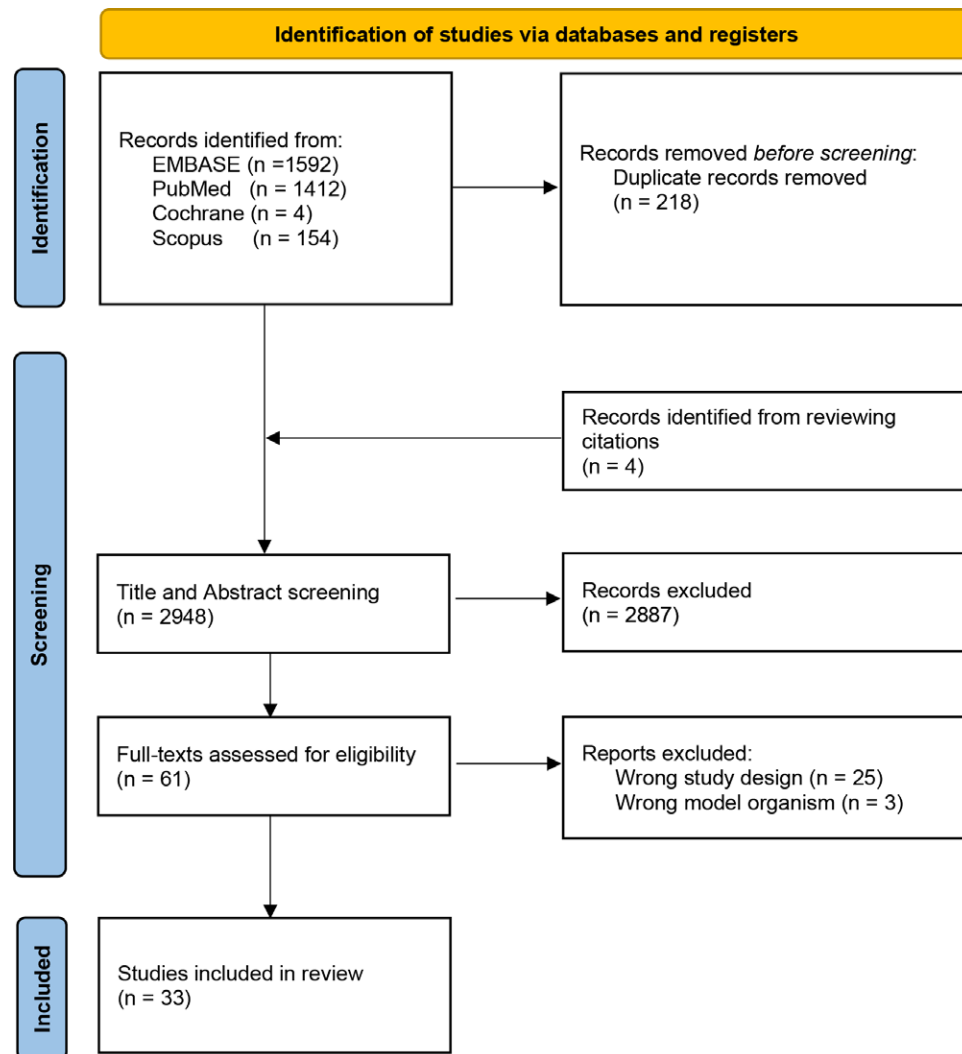 Identification of studies via databases and registers
Identification
Records identified from:
EMBASE (n =1592)
PubMed (n = 1412)
Cochrane (n = 4)
Scopus (n = 154)
Records removed before screening:
Duplicate records removed
(n = 218)
Screening
Records identified from reviewing
citations
(n = 4)
Title and Abstract screening
(n = 2948)
Records excluded
(n = 2887)
Full-texts assessed for eligibility
(n = 61)
Reports excluded:
Wrong study design (n = 25)
Wrong model organism (n = 3)
Included
Studies included in review
(n = 33)